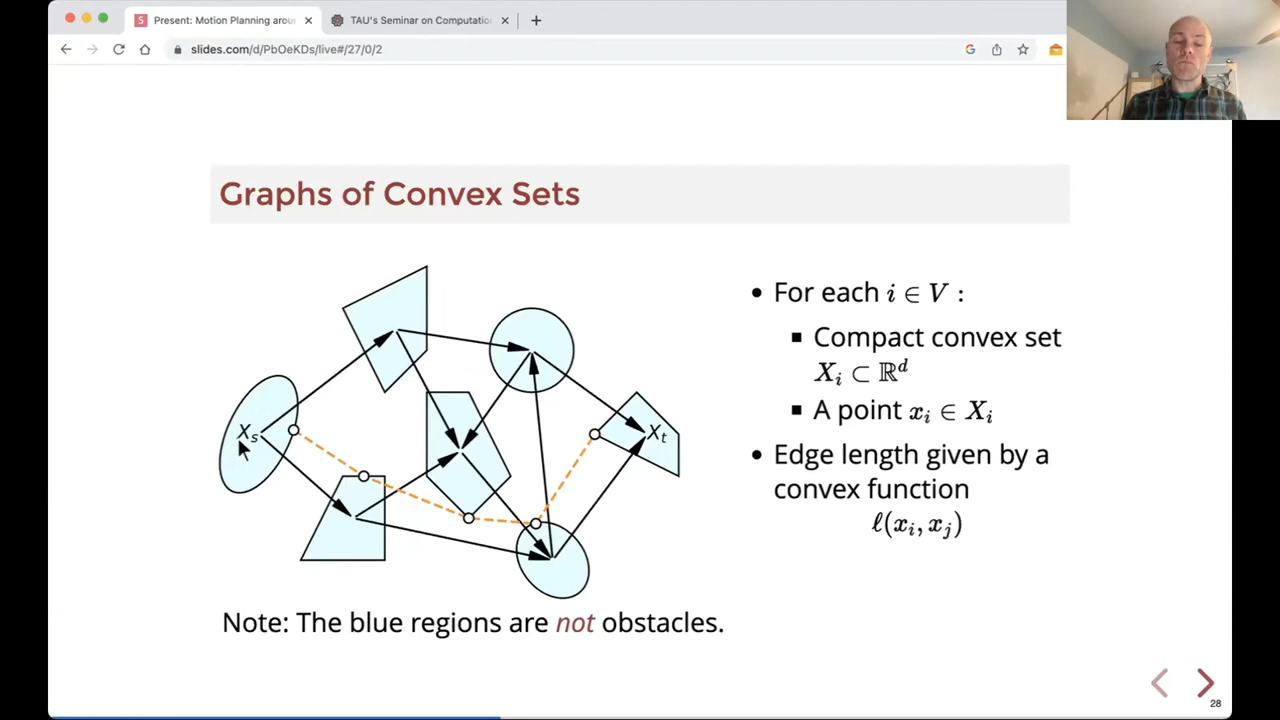 Present: Motion Planning arou
TAU's Seminar on Computatio
slides.com/d/PbOeKDs/live#/27/0/2
Graphs of Convex Sets
• For each i ∈ V :
▪ Compact convex set
X_i ⊂ ℝ^d
▪ A point x_i ∈ X_i
• Edge length given by a
convex function
ℓ(x_i, x_j)
X_s
X_t
Note: The blue regions are not obstacles.
28